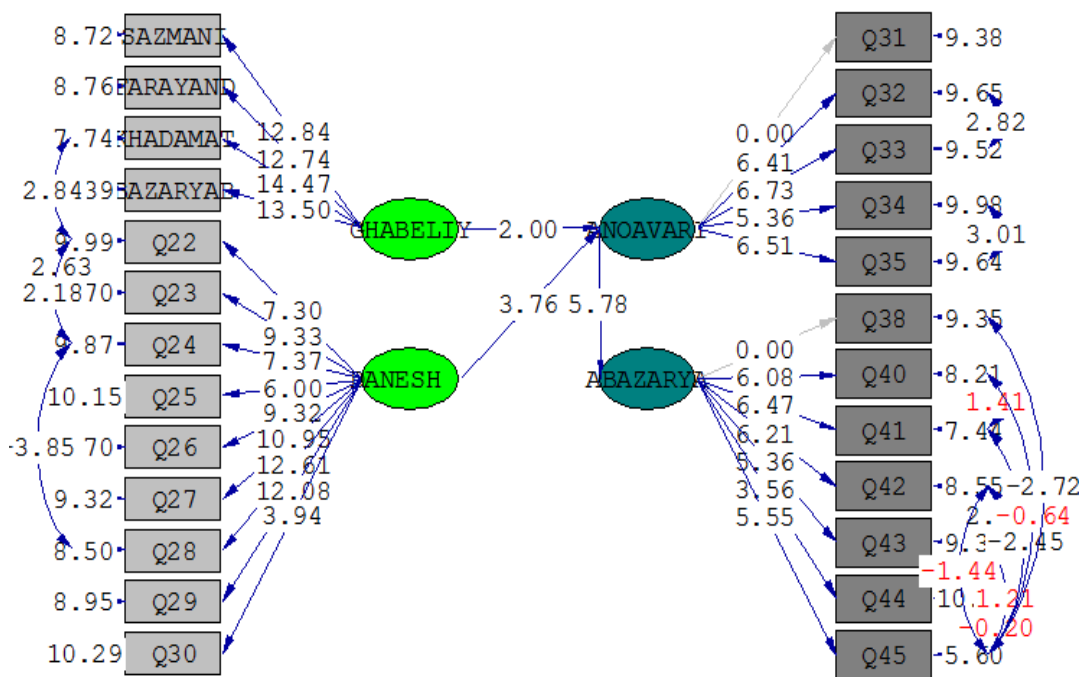 8.72 SAZMANI
8.76 FARAYAND
7.74 KHADAMAT
2.84
9.99 Q22
2.63
2.18 Q23
9.87 Q24
10.15 Q25
-3.85 70 Q26
9.32 Q27
8.50 Q28
8.95 Q29
10.29 Q30
12.84
12.74
14.47
13.50
7.30
9.33
7.37
6.00
9.32
10.95
12.61
12.08
3.94
GHABELIY
DANESH
2.00
3.76
5.78
ANOAVARI
ABAZARYA
0.00
6.41
6.73
5.36
6.51
0.00
6.08
6.47
6.21
5.36
3.56
5.55
Q31 9.38
Q32 9.65
2.82
Q33 9.52
Q34 9.98
3.01
Q35 9.64
Q38 9.35
Q40 8.21
1.41
Q41 7.44
Q42 8.55 -2.72
2. -0.64
Q43 9.3 -2.45
-1.44
Q44 10. 1.21
-0.20
Q45 5.60